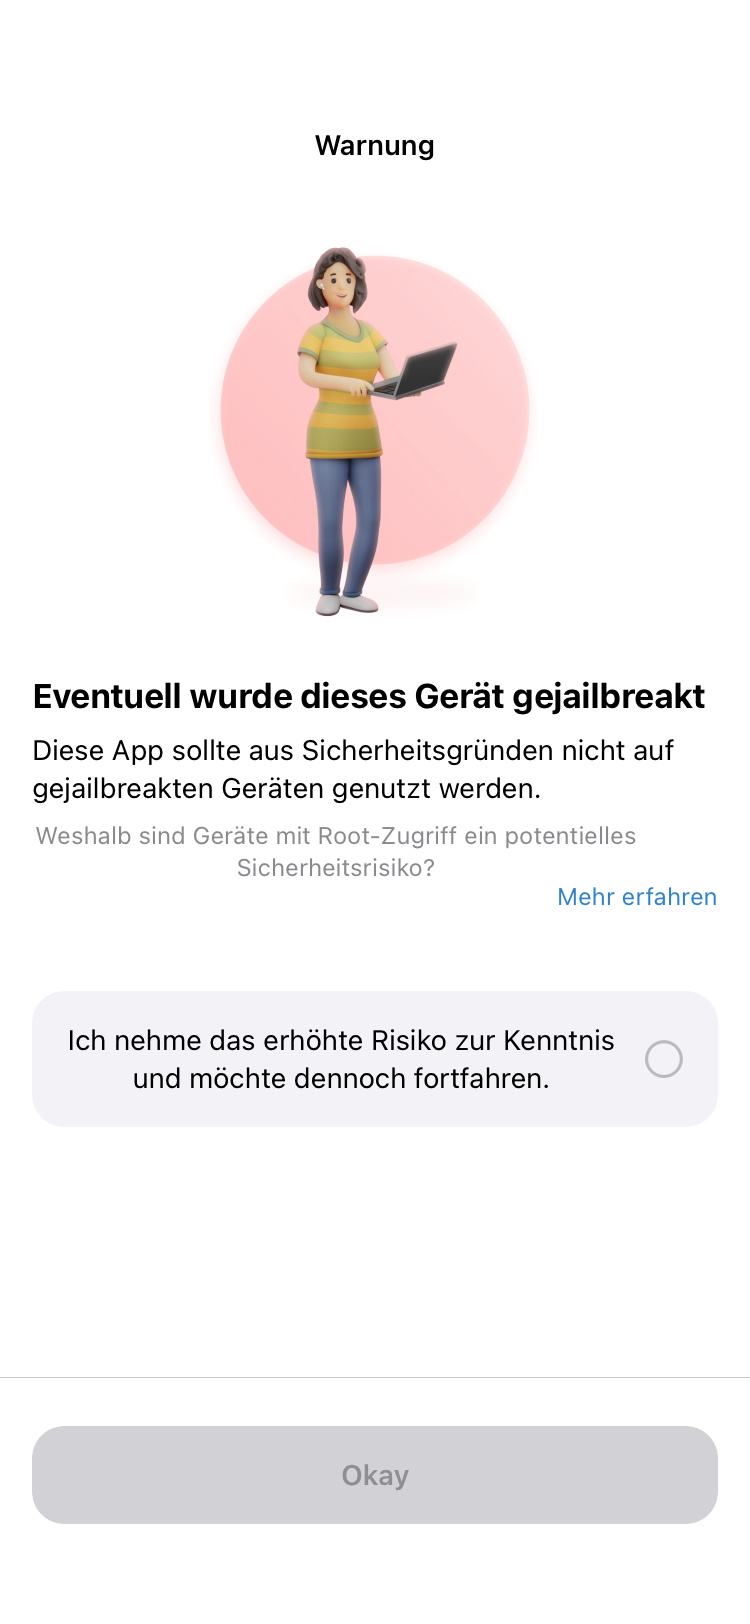 Warnung
Eventuell wurde dieses Gerät gejailbreakt
Diese App sollte aus Sicherheitsgründen nicht auf
gejailbreakten Geräten genutzt werden.
Weshalb sind Geräte mit Root-Zugriff ein potentielles
Sicherheitsrisiko?
Mehr erfahren
Ich nehme das erhöhte Risiko zur Kenntnis
und möchte dennoch fortfahren.
Okay